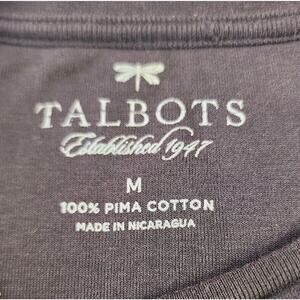 TALBOTS
Established 1947
M
100% PIMA COTTON
MADE IN NICARAGUA